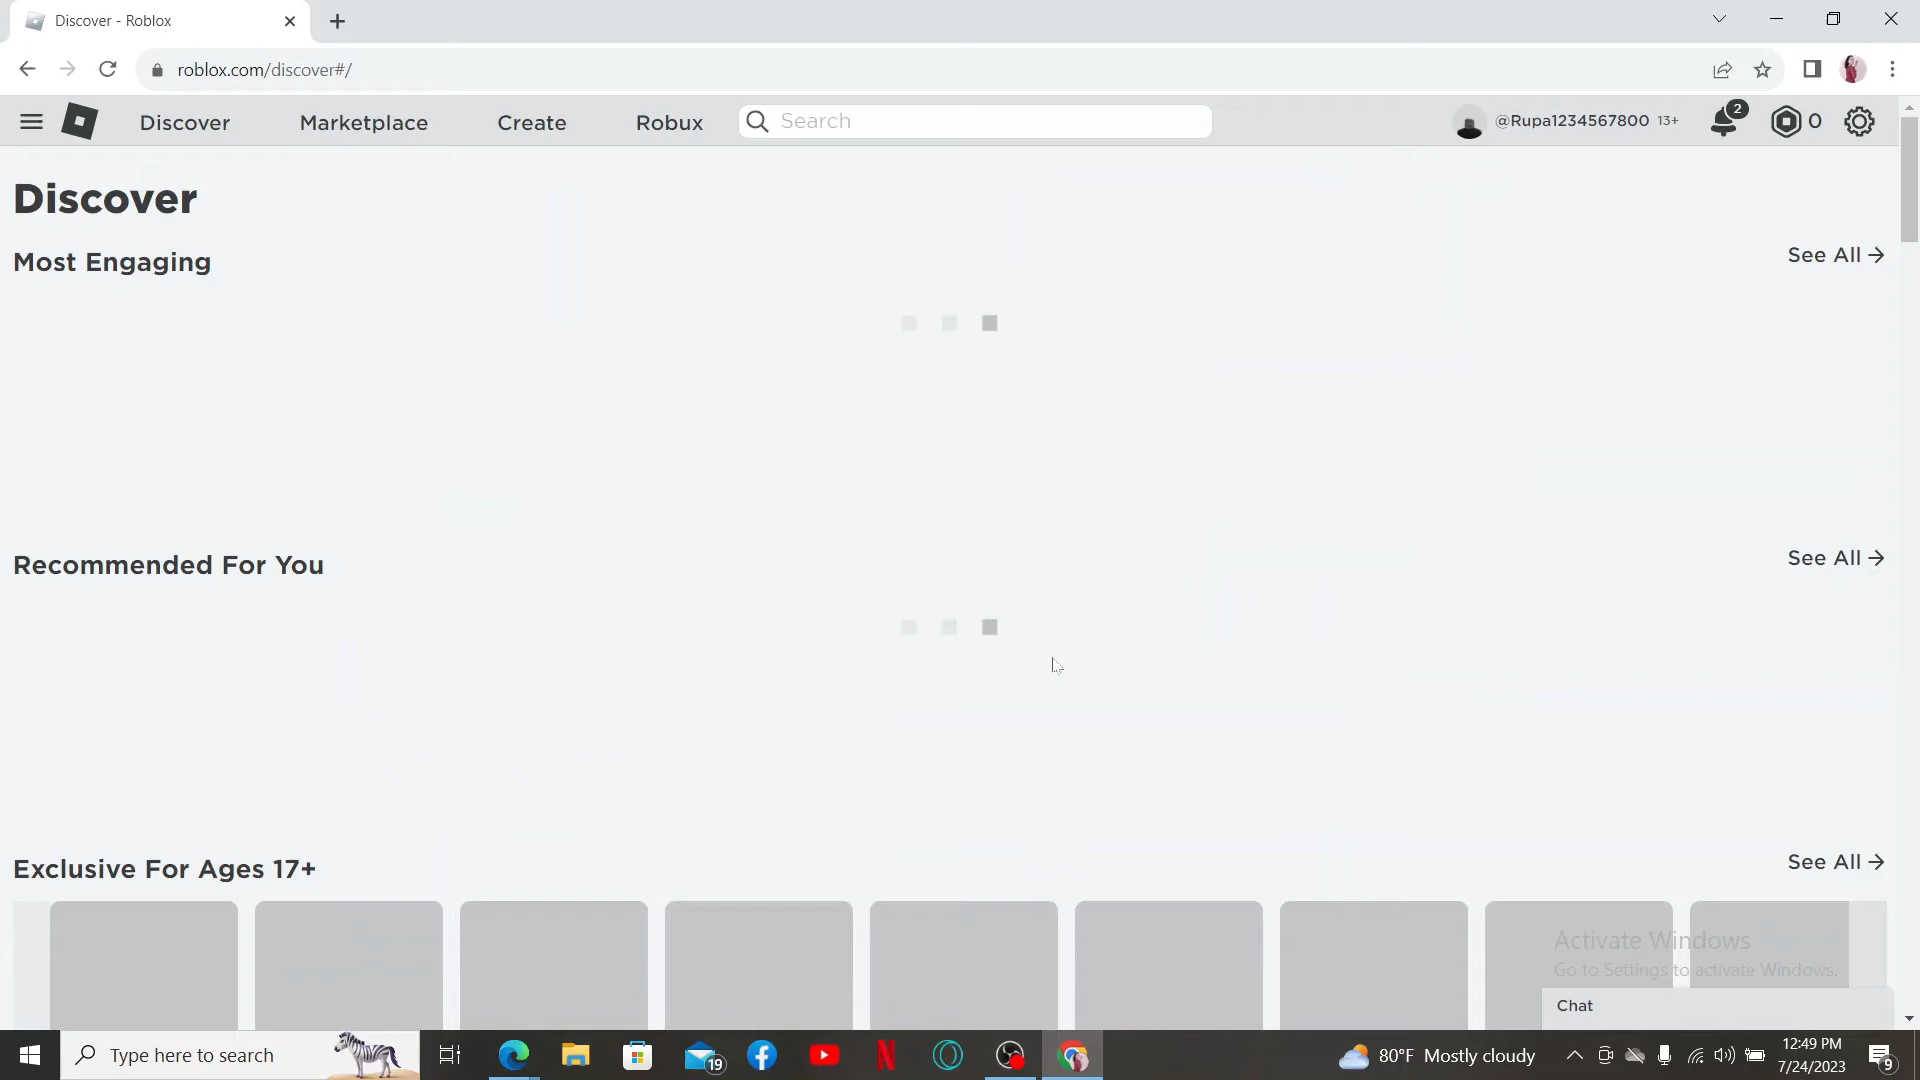 Discover - Roblox
roblox.com/discover#/
Discover
Marketplace
Create
Robux
Search
@Rupa1234567800 13+
2
0
Discover
Most Engaging
See All
Recommended For You
See All
Exclusive For Ages 17+
See All
Activate Windows
Go to Settings to activate Windows.
Chat
Type here to search
19
80°F Mostly cloudy
12:49 PM
7/24/2023
9